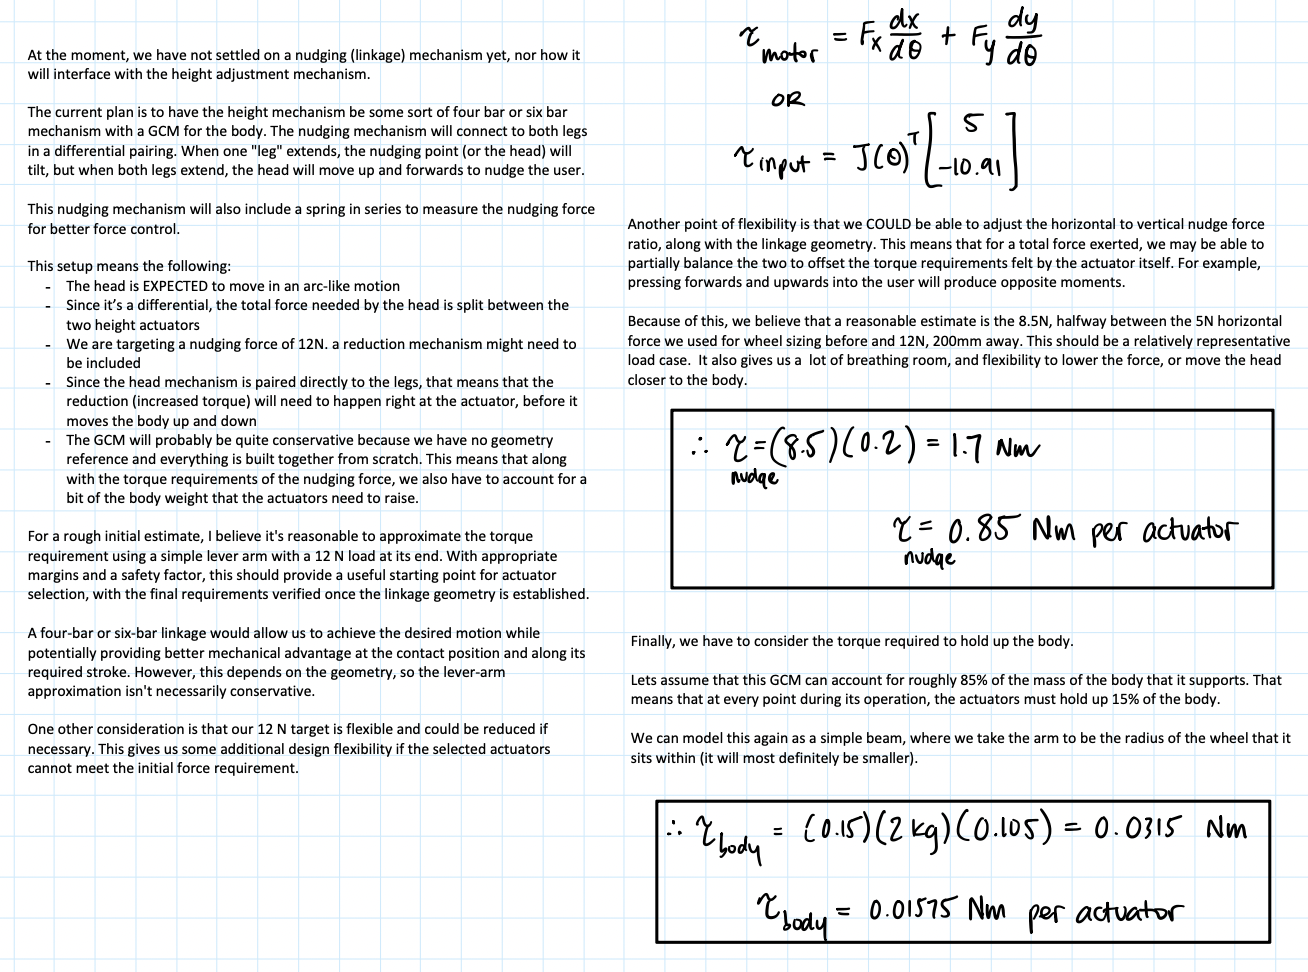 At the moment, we have not settled on a nudging (linkage) mechanism yet, nor how it
will interface with the height adjustment mechanism.
The current plan is to have the height mechanism be some sort of four bar or six bar
mechanism with a GCM for the body. The nudging mechanism will connect to both legs
in a differential pairing. When one "leg" extends, the nudging point (or the head) will
tilt, but when both legs extend, the head will move up and forwards to nudge the user.
This nudging mechanism will also include a spring in series to measure the nudging force
for better force control.
This setup means the following:
- The head is EXPECTED to move in an arc-like motion
- Since it's a differential, the total force needed by the head is split between the
two height actuators
- We are targeting a nudging force of 12N. a reduction mechanism might need to
be included
- Since the head mechanism is paired directly to the legs, that means that the
reduction (increased torque) will need to happen right at the actuator, before it
moves the body up and down
- The GCM will probably be quite conservative because we have no geometry
reference and everything is built together from scratch. This means that along
with the torque requirements of the nudging force, we also have to account for a
bit of the body weight that the actuators need to raise.
For a rough initial estimate, I believe it's reasonable to approximate the torque
requirement using a simple lever arm with a 12 N load at its end. With appropriate
margins and a safety factor, this should provide a useful starting point for actuator
selection, with the final requirements verified once the linkage geometry is established.
A four-bar or six-bar linkage would allow us to achieve the desired motion while
potentially providing better mechanical advantage at the contact position and along its
required stroke. However, this depends on the geometry, so the lever-arm
approximation isn't necessarily conservative.
One other consideration is that our 12 N target is flexible and could be reduced if
necessary. This gives us some additional design flexibility if the selected actuators
cannot meet the initial force requirement.
τ motor = Fx dx/dθ + Fy dy/dθ
OR
τ input = J(θ)^T [5 -10.91]
Another point of flexibility is that we COULD be able to adjust the horizontal to vertical nudge force
ratio, along with the linkage geometry. This means that for a total force exerted, we may be able to
partially balance the two to offset the torque requirements felt by the actuator itself. For example,
pressing forwards and upwards into the user will produce opposite moments.
Because of this, we believe that a reasonable estimate is the 8.5N, halfway between the 5N horizontal
force we used for wheel sizing before and 12N, 200mm away. This should be a relatively representative
load case. It also gives us a lot of breathing room, and flexibility to lower the force, or move the head
closer to the body.
∴ τ nudge = (8.5)(0.2) = 1.7 Nm
τ nudge = 0.85 Nm per actuator
Finally, we have to consider the torque required to hold up the body.
Lets assume that this GCM can account for roughly 85% of the mass of the body that it supports. That
means that at every point during its operation, the actuators must hold up 15% of the body.
We can model this again as a simple beam, where we take the arm to be the radius of the wheel that it
sits within (it will most definitely be smaller).
∴ τ body = (0.15)(2 kg)(0.105) = 0.0315 Nm
τ body = 0.01575 Nm per actuator